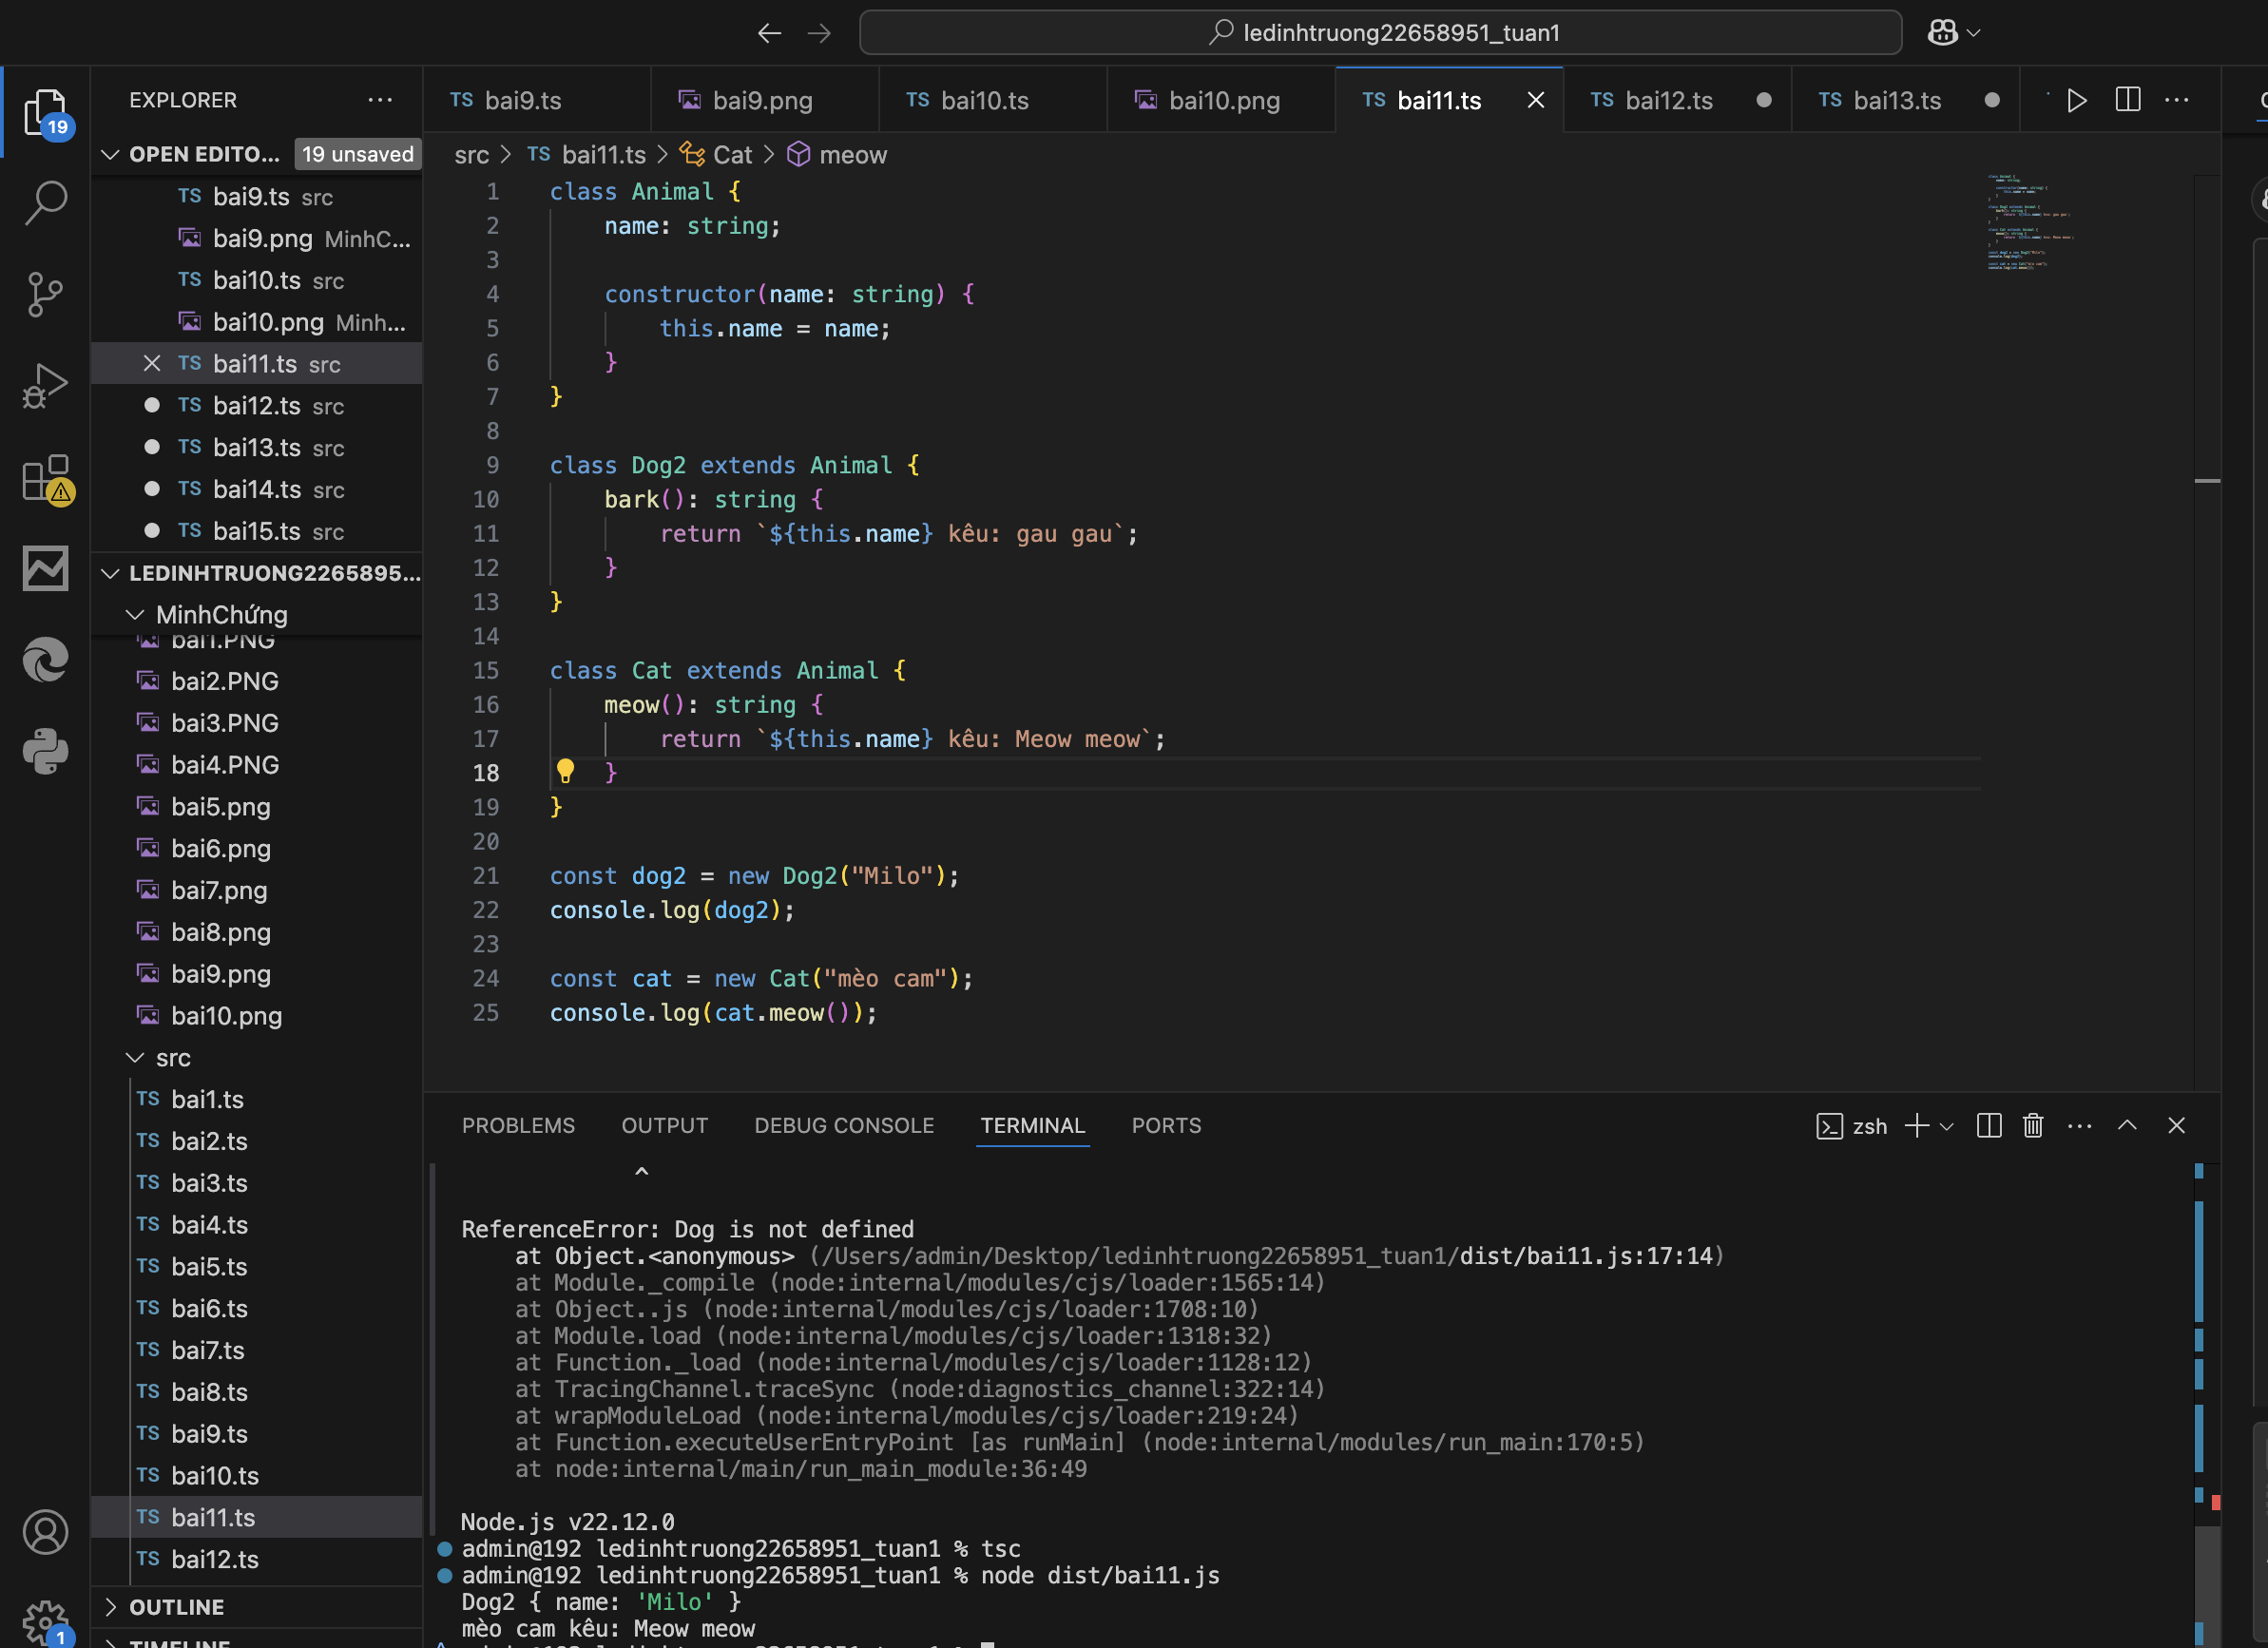 ledinhtruong22658951_tuan1
19
EXPLORER
OPEN EDITO... 19 unsaved
TS bai9.ts src
bai9.png MinhC...
TS bai10.ts src
bai10.png Minh...
TS bai11.ts src
TS bai12.ts src
TS bai13.ts src
TS bai14.ts src
TS bai15.ts src
LEDINHTRUONG2265895...
MinhChứng
bai1.PNG
bai2.PNG
bai3.PNG
bai4.PNG
bai5.png
bai6.png
bai7.png
bai8.png
bai9.png
bai10.png
src
TS bai1.ts
TS bai2.ts
TS bai3.ts
TS bai4.ts
TS bai5.ts
TS bai6.ts
TS bai7.ts
TS bai8.ts
TS bai9.ts
TS bai10.ts
TS bai11.ts
TS bai12.ts
OUTLINE
TIMELINE
1
TS bai9.ts bai9.png TS bai10.ts bai10.png TS bai11.ts TS bai12.ts TS bai13.ts
src > TS bai11.ts > Cat > meow
1 class Animal {
2 name: string;
3
4 constructor(name: string) {
5 this.name = name;
6 }
7 }
8
9 class Dog2 extends Animal {
10 bark(): string {
11 return `${this.name} kêu: gau gau`;
12 }
13 }
14
15 class Cat extends Animal {
16 meow(): string {
17 return `${this.name} kêu: Meow meow`;
18 }
19 }
20
21 const dog2 = new Dog2("Milo");
22 console.log(dog2);
23
24 const cat = new Cat("mèo cam");
25 console.log(cat.meow());
PROBLEMS OUTPUT DEBUG CONSOLE TERMINAL PORTS zsh
^
ReferenceError: Dog is not defined
at Object.<anonymous> (/Users/admin/Desktop/ledinhtruong22658951_tuan1/dist/bai11.js:17:14)
at Module._compile (node:internal/modules/cjs/loader:1565:14)
at Object..js (node:internal/modules/cjs/loader:1708:10)
at Module.load (node:internal/modules/cjs/loader:1318:32)
at Function._load (node:internal/modules/cjs/loader:1128:12)
at TracingChannel.traceSync (node:diagnostics_channel:322:14)
at wrapModuleLoad (node:internal/modules/cjs/loader:219:24)
at Function.executeUserEntryPoint [as runMain] (node:internal/modules/run_main:170:5)
at node:internal/main/run_main_module:36:49
Node.js v22.12.0
admin@192 ledinhtruong22658951_tuan1 % tsc
admin@192 ledinhtruong22658951_tuan1 % node dist/bai11.js
Dog2 { name: 'Milo' }
mèo cam kêu: Meow meow